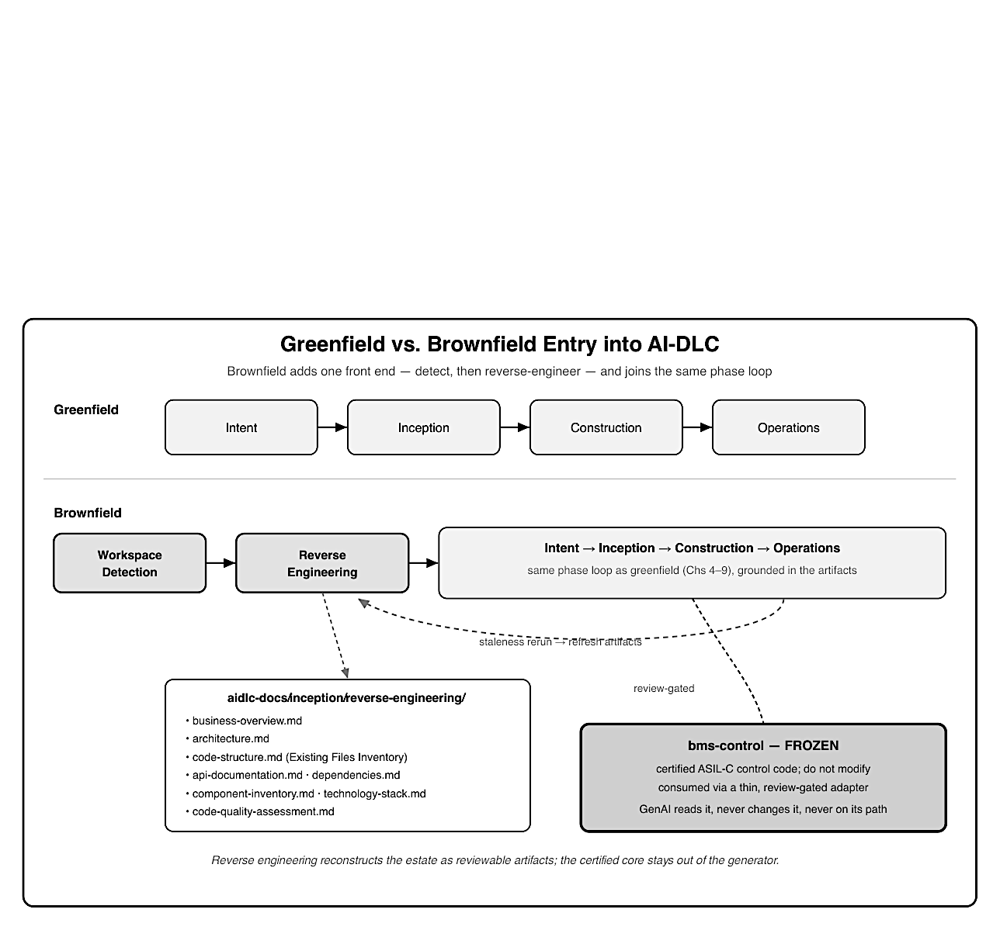 Greenfield vs. Brownfield Entry into AI-DLC
Brownfield adds one front end — detect, then reverse-engineer — and joins the same phase loop
Greenfield
Intent
Inception
Construction
Operations
Brownfield
Workspace
Detection
Reverse
Engineering
Intent → Inception → Construction → Operations
same phase loop as greenfield (Chs 4–9), grounded in the artifacts
staleness rerun → refresh artifacts
review-gated
aidlc-docs/inception/reverse-engineering/
• business-overview.md
• architecture.md
• code-structure.md (Existing Files Inventory)
• api-documentation.md · dependencies.md
• component-inventory.md · technology-stack.md
• code-quality-assessment.md
bms-control — FROZEN
certified ASIL-C control code; do not modify
consumed via a thin, review-gated adapter
GenAI reads it, never changes it, never on its path
Reverse engineering reconstructs the estate as reviewable artifacts; the certified core stays out of the generator.